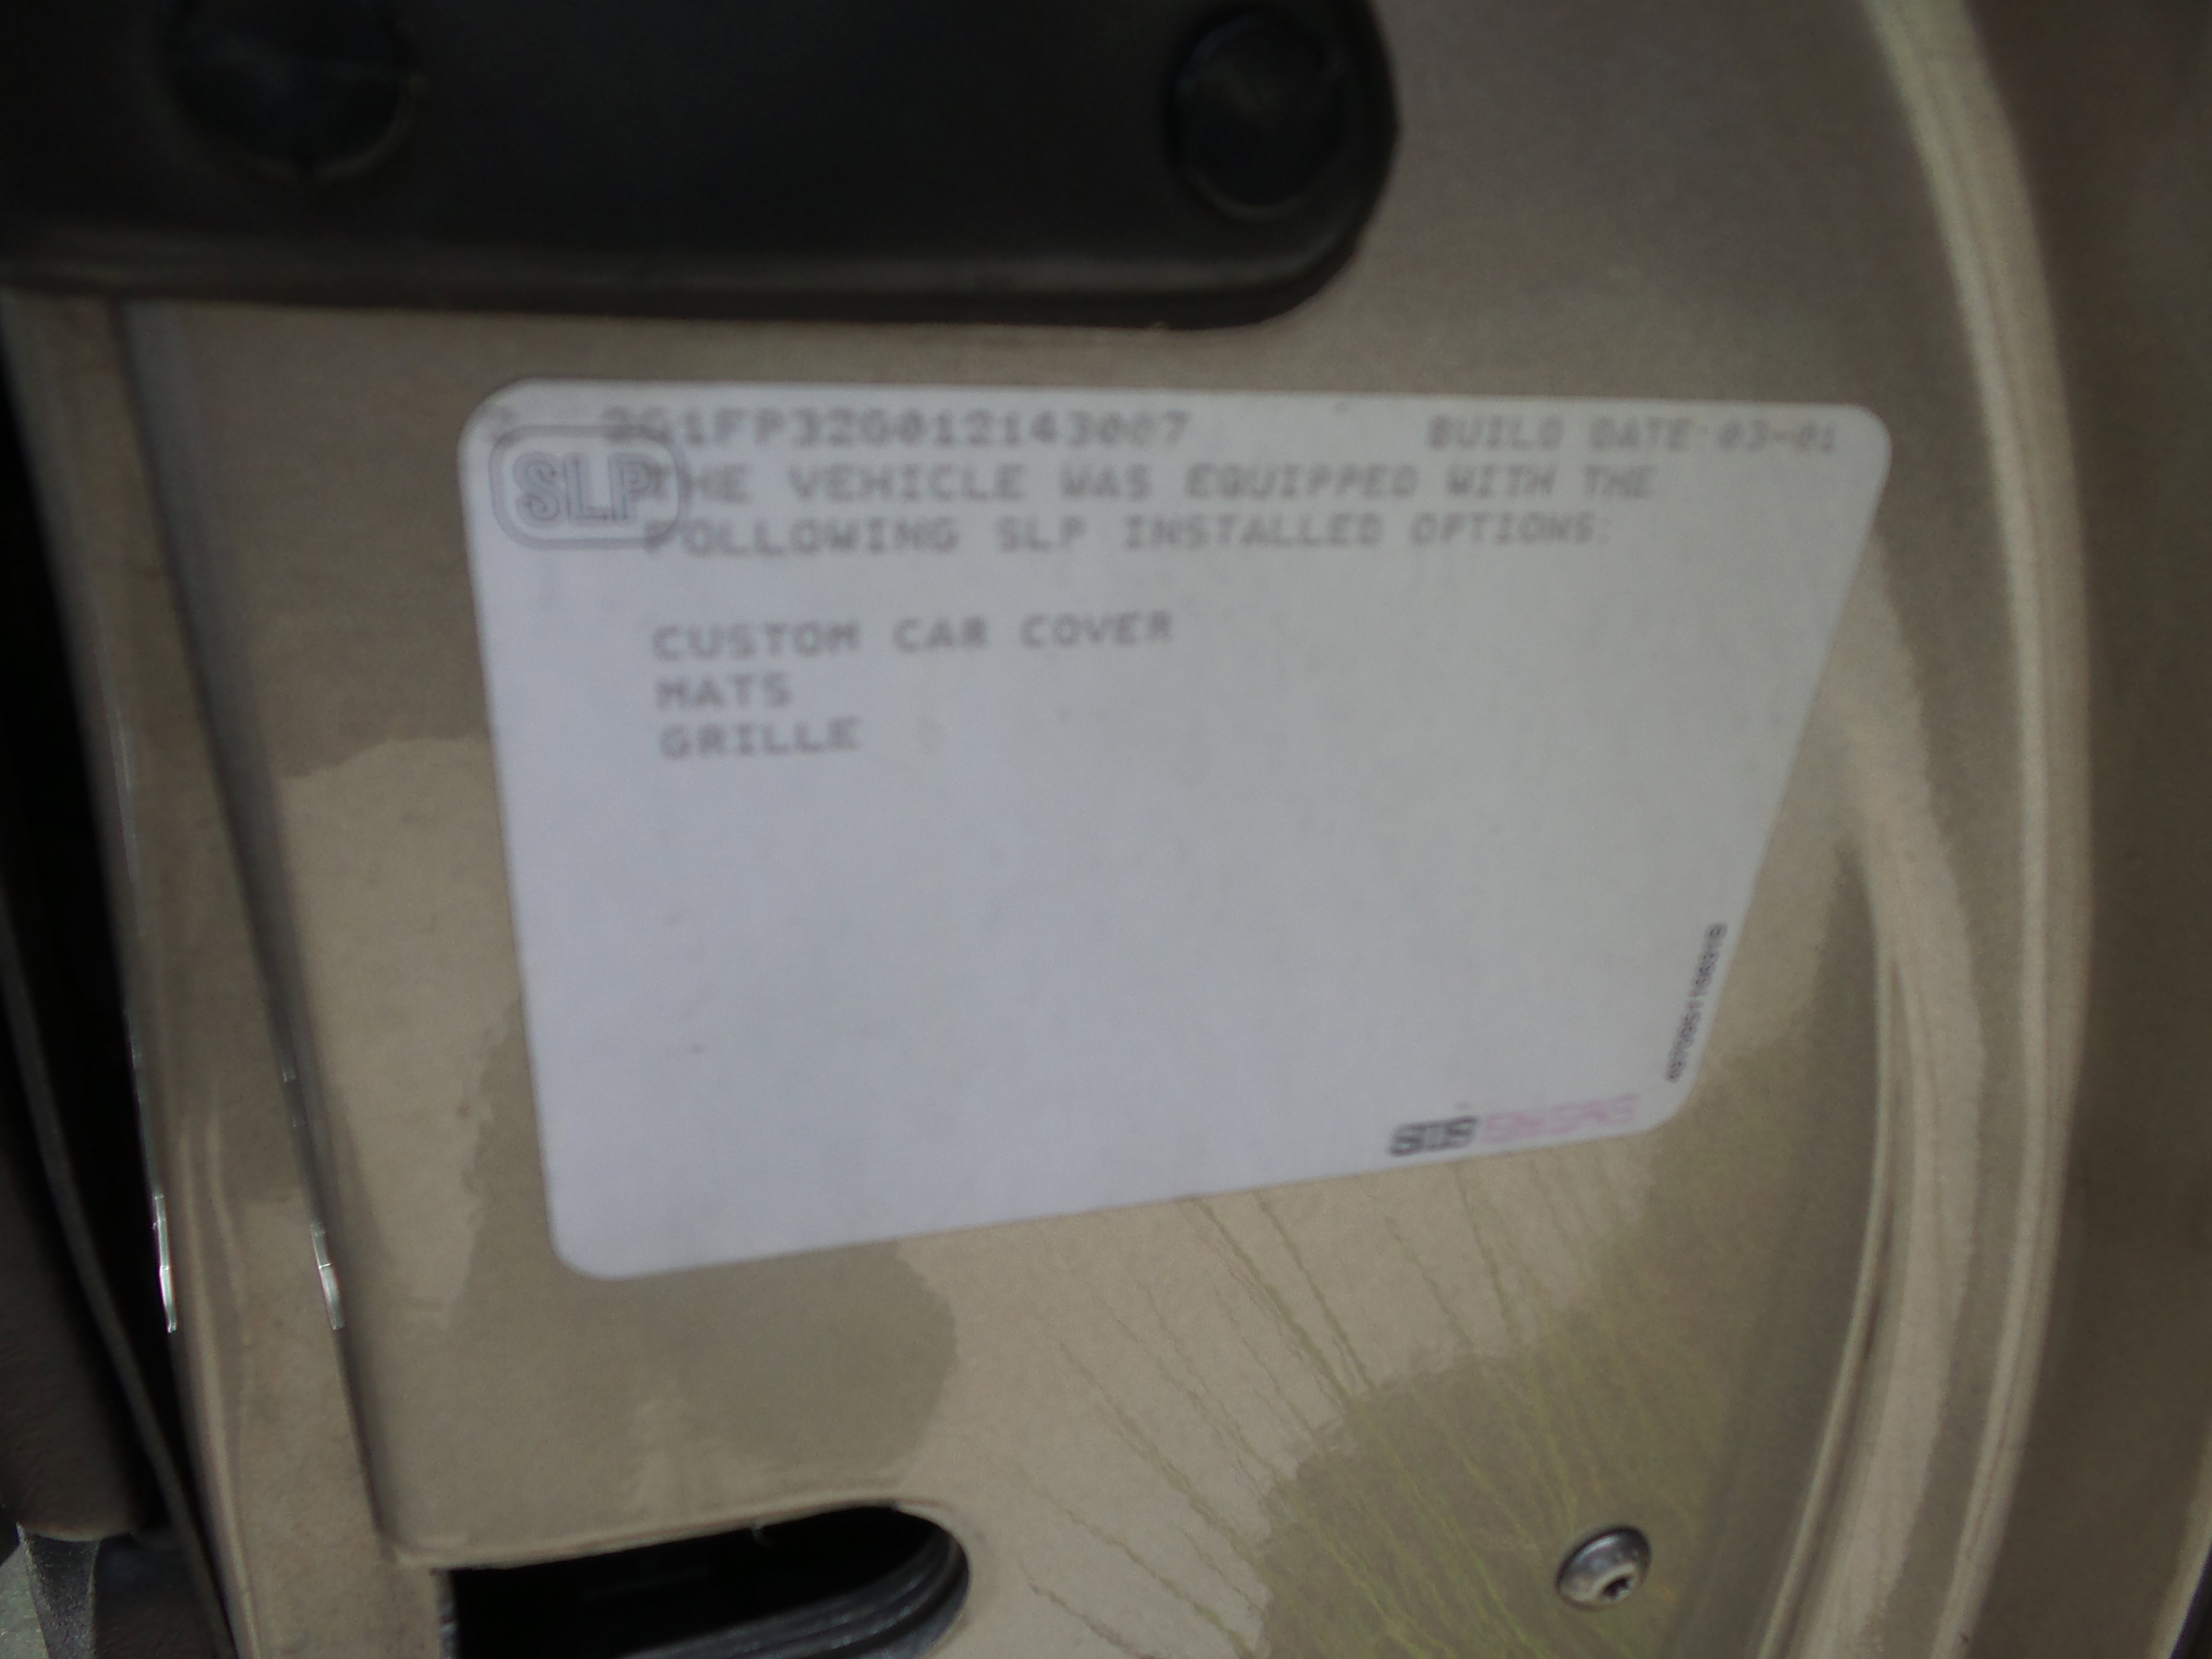 2G1FP32G012143007 BUILD DATE: 03-01
SLP
THE VEHICLE WAS EQUIPPED WITH THE
FOLLOWING SLP INSTALLED OPTIONS:
CUSTOM CAR COVER
MATS
GRILLE